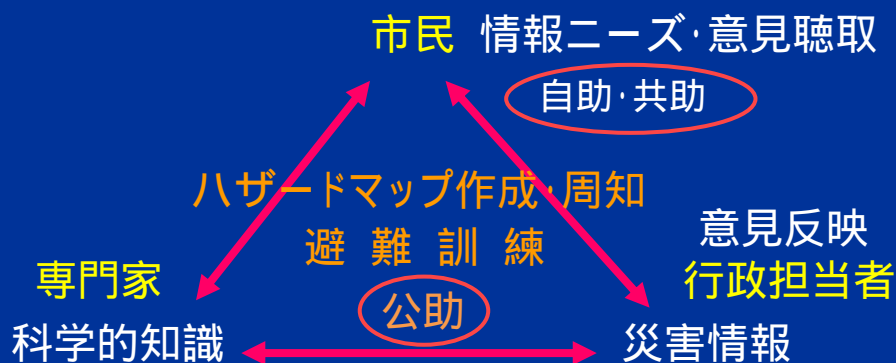 市民 情報ニーズ・意見聴取
自助・共助
ハザードマップ作成・周知
避 難 訓 練
意見反映
専門家
行政担当者
公助
科学的知識
災害情報